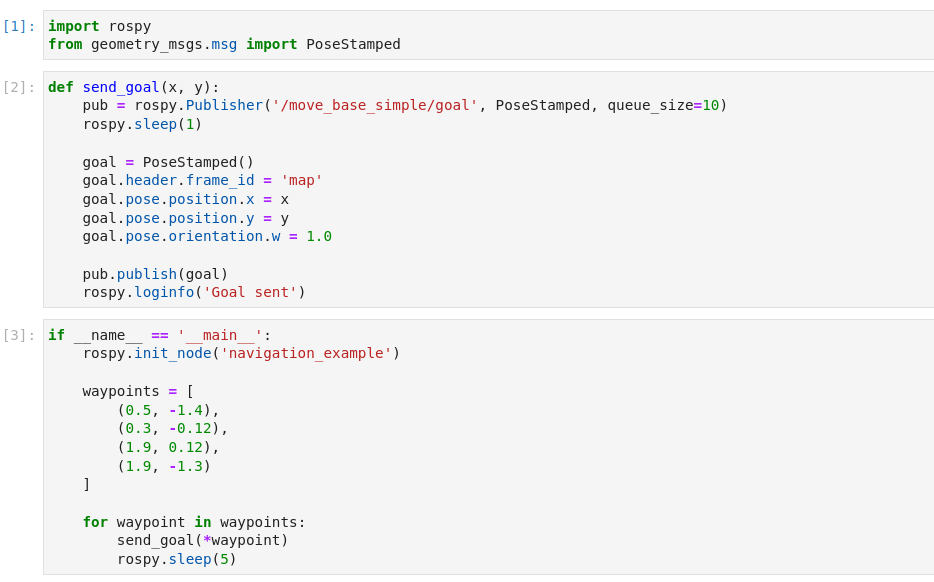 [1]: import rospy
from geometry_msgs.msg import PoseStamped
[2]: def send_goal(x, y):
    pub = rospy.Publisher('/move_base_simple/goal', PoseStamped, queue_size=10)
    rospy.sleep(1)

    goal = PoseStamped()
    goal.header.frame_id = 'map'
    goal.pose.position.x = x
    goal.pose.position.y = y
    goal.pose.orientation.w = 1.0

    pub.publish(goal)
    rospy.loginfo('Goal sent')
[3]: if __name__ == '__main__':
    rospy.init_node('navigation_example')

    waypoints = [
        (0.5, -1.4),
        (0.3, -0.12),
        (1.9, 0.12),
        (1.9, -1.3)
    ]

    for waypoint in waypoints:
        send_goal(*waypoint)
        rospy.sleep(5)